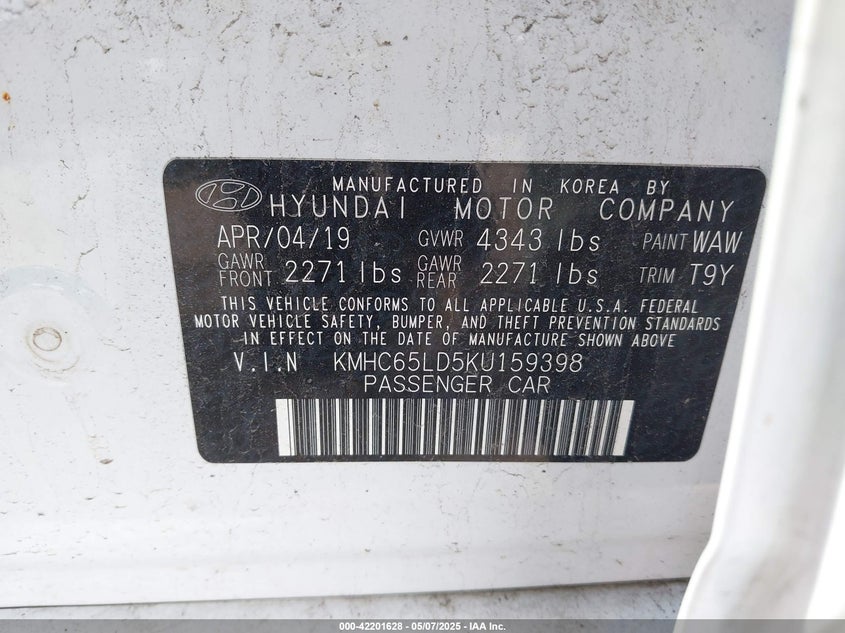 MANUFACTURED IN KOREA BY
HYUNDAI MOTOR COMPANY
APR/04/19 GVWR 4343 lbs PAINT WAW
GAWR FRONT 2271 lbs GAWR REAR 2271 lbs TRIM T9Y
THIS VEHICLE CONFORMS TO ALL APPLICABLE U.S.A. FEDERAL
MOTOR VEHICLE SAFETY, BUMPER, AND THEFT PREVENTION STANDARDS
IN EFFECT ON THE DATE OF MANUFACTURE SHOWN ABOVE
V.I.N KMHC65LD5KU159398
PASSENGER CAR
000-42201628 - 05/07/2025 - IAA Inc.